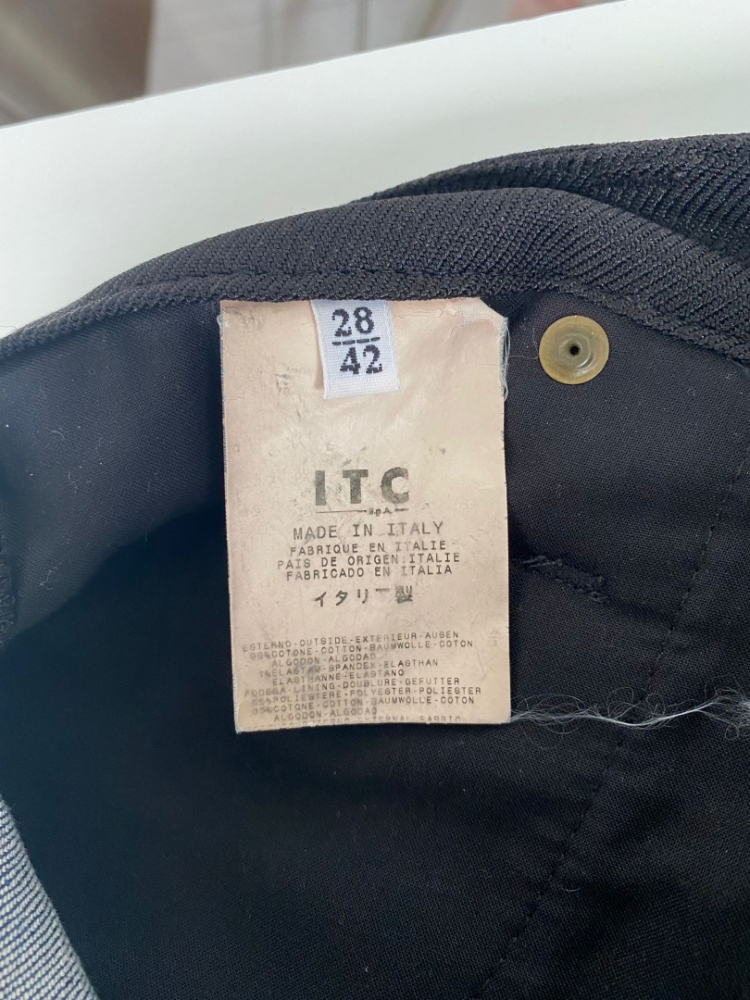 28
42
ITC
S.p.A.
MADE IN ITALY
FABRIQUE EN ITALIE
PAIS DE ORIGEN:ITALIE
FABRICADO EN ITALIA
イタリー製
ESTERNO-OUTSIDE-EXTERIEUR-AUSEN
COTONE-COTTON-BAUMWOLLE-COTON
ALGODON-ALGODAO
1%ELASTAM-SPANDEX-ELASTHAN
ELASTHANNE-ELASTANO
FODERA-LINING-DOUBLURE-GEFUTTER
POLIESTERE-POLYESTER-POLIESTER
COTONE-COTTON-BAUMWOLLE-COTON
ALGODON-ALGODAO